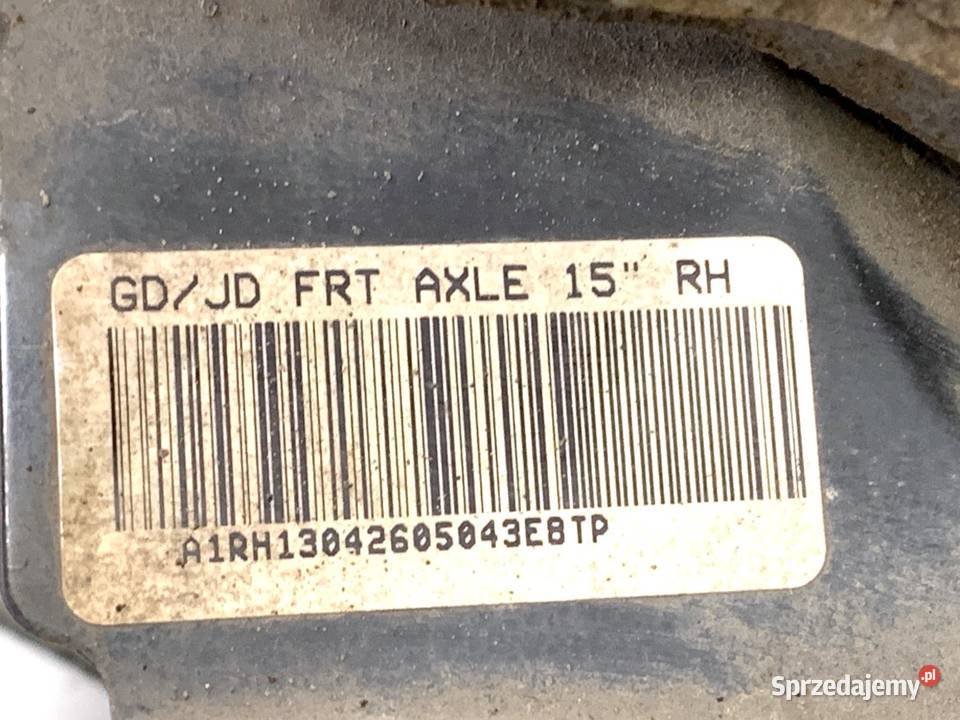 GD/JD FRT AXLE 15" RH
A1RH13042605043E8TP
Sprzedajemy.pl